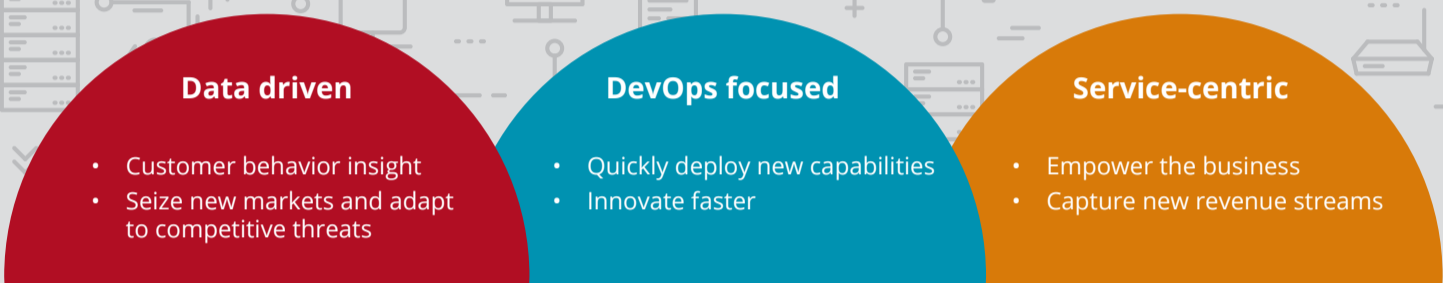 Data driven
• Customer behavior insight
• Seize new markets and adapt
to competitive threats
DevOps focused
• Quickly deploy new capabilities
• Innovate faster
Service-centric
• Empower the business
• Capture new revenue streams